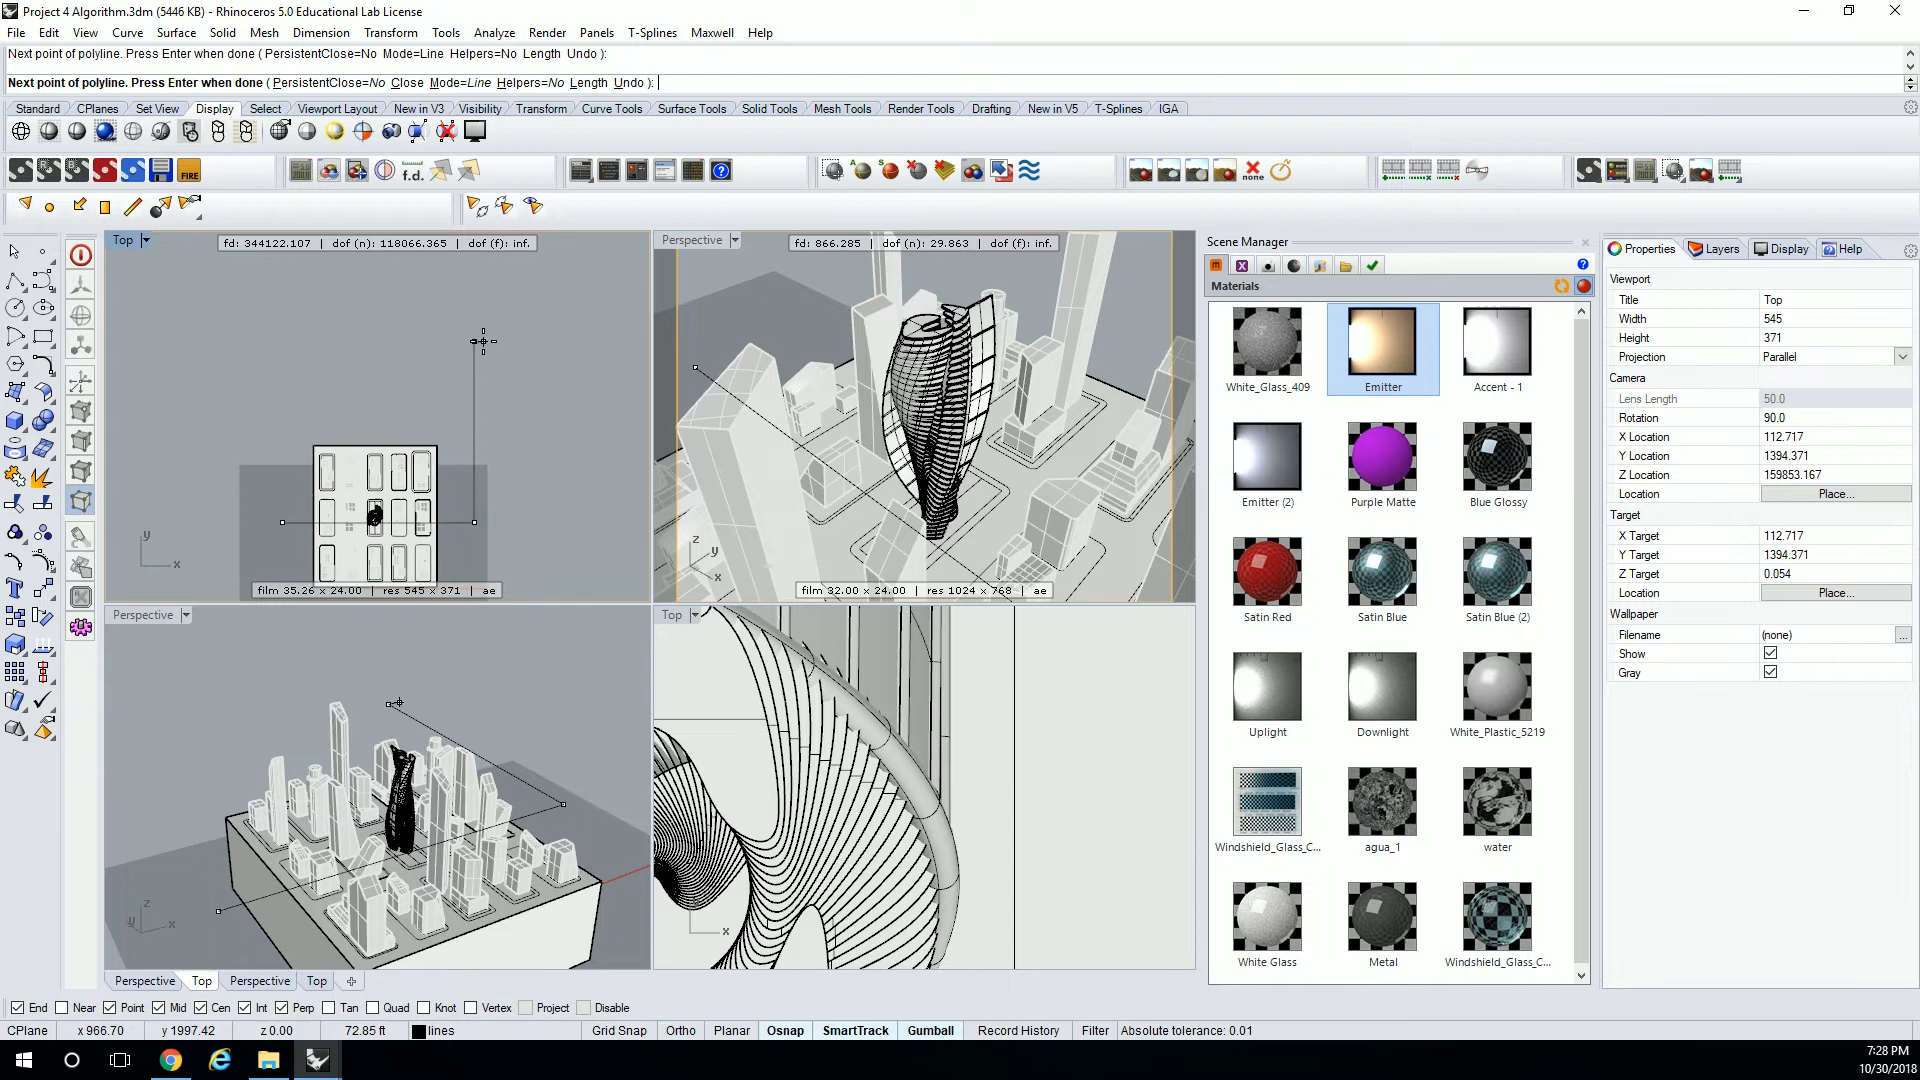 Project 4 Algorithm.3dm (5446 KB) - Rhinoceros 5.0 Educational Lab License
File Edit View Curve Surface Solid Mesh Dimension Transform Tools Analyze Render Panels T-Splines Maxwell Help
Next point of polyline. Press Enter when done ( PersistentClose=No Mode=Line Helpers=No Length Undo ):
Next point of polyline. Press Enter when done ( PersistentClose=No Close Mode=Line Helpers=No Length Undo ):
Standard CPlanes Set View Display Select Viewport Layout New in V3 Visibility Transform Curve Tools Surface Tools Solid Tools Mesh Tools Render Tools Drafting New in V5 T-Splines IGA
FIRE f.d. none
Top fd: 344122.107 | dof (n): 118066.365 | dof (f): inf.
y x
film 35.26 x 24.00 | res 545 x 371 | ae
Perspective fd: 866.285 | dof (n): 29.863 | dof (f): inf.
z y x
film 32.00 x 24.00 | res 1024 x 768 | ae
Perspective
z y x
Top
x
Perspective Top Perspective Top
Scene Manager
Materials
White_Glass_409 Emitter Accent - 1
Emitter (2) Purple Matte Blue Glossy
Satin Red Satin Blue Satin Blue (2)
Uplight Downlight White_Plastic_5219
Windshield_Glass_C... agua_1 water
White Glass Metal Windshield_Glass_C...
Properties Layers Display Help
Viewport
Title Top
Width 545
Height 371
Projection Parallel
Camera
Lens Length 50.0
Rotation 90.0
X Location 112.717
Y Location 1394.371
Z Location 159853.167
Location Place...
Target
X Target 112.717
Y Target 1394.371
Z Target 0.054
Location Place...
Wallpaper
Filename (none) ...
Show
Gray
End Near Point Mid Cen Int Perp Tan Quad Knot Vertex Project Disable
CPlane x 966.70 y 1997.42 z 0.00 72.85 ft lines Grid Snap Ortho Planar Osnap SmartTrack Gumball Record History Filter Absolute tolerance: 0.01
7:28 PM
10/30/2018